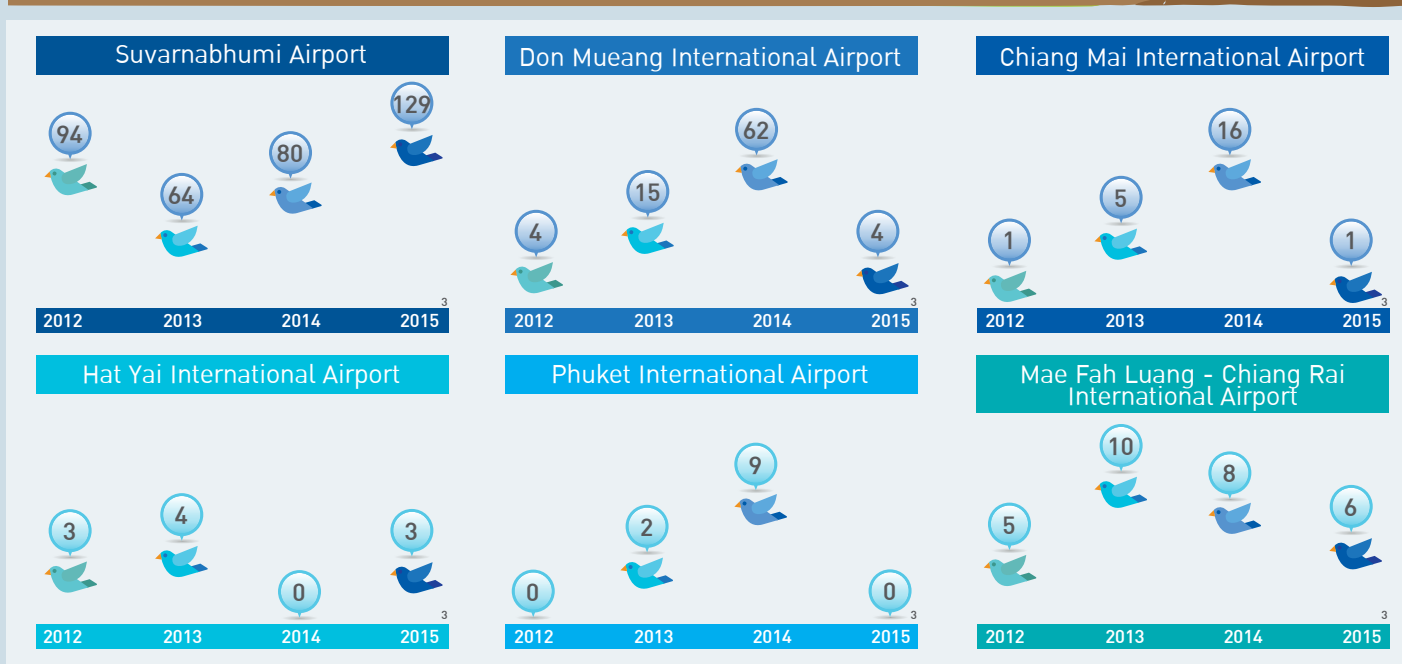 Suvarnabhumi Airport
94
64
80
129
3
2012 2013 2014 2015
Don Mueang International Airport
4
15
62
4
3
2012 2013 2014 2015
Chiang Mai International Airport
1
5
16
1
3
2012 2013 2014 2015
Hat Yai International Airport
3
4
0
3
3
2012 2013 2014 2015
Phuket International Airport
0
2
9
0
3
2012 2013 2014 2015
Mae Fah Luang - Chiang Rai
International Airport
5
10
8
6
3
2012 2013 2014 2015